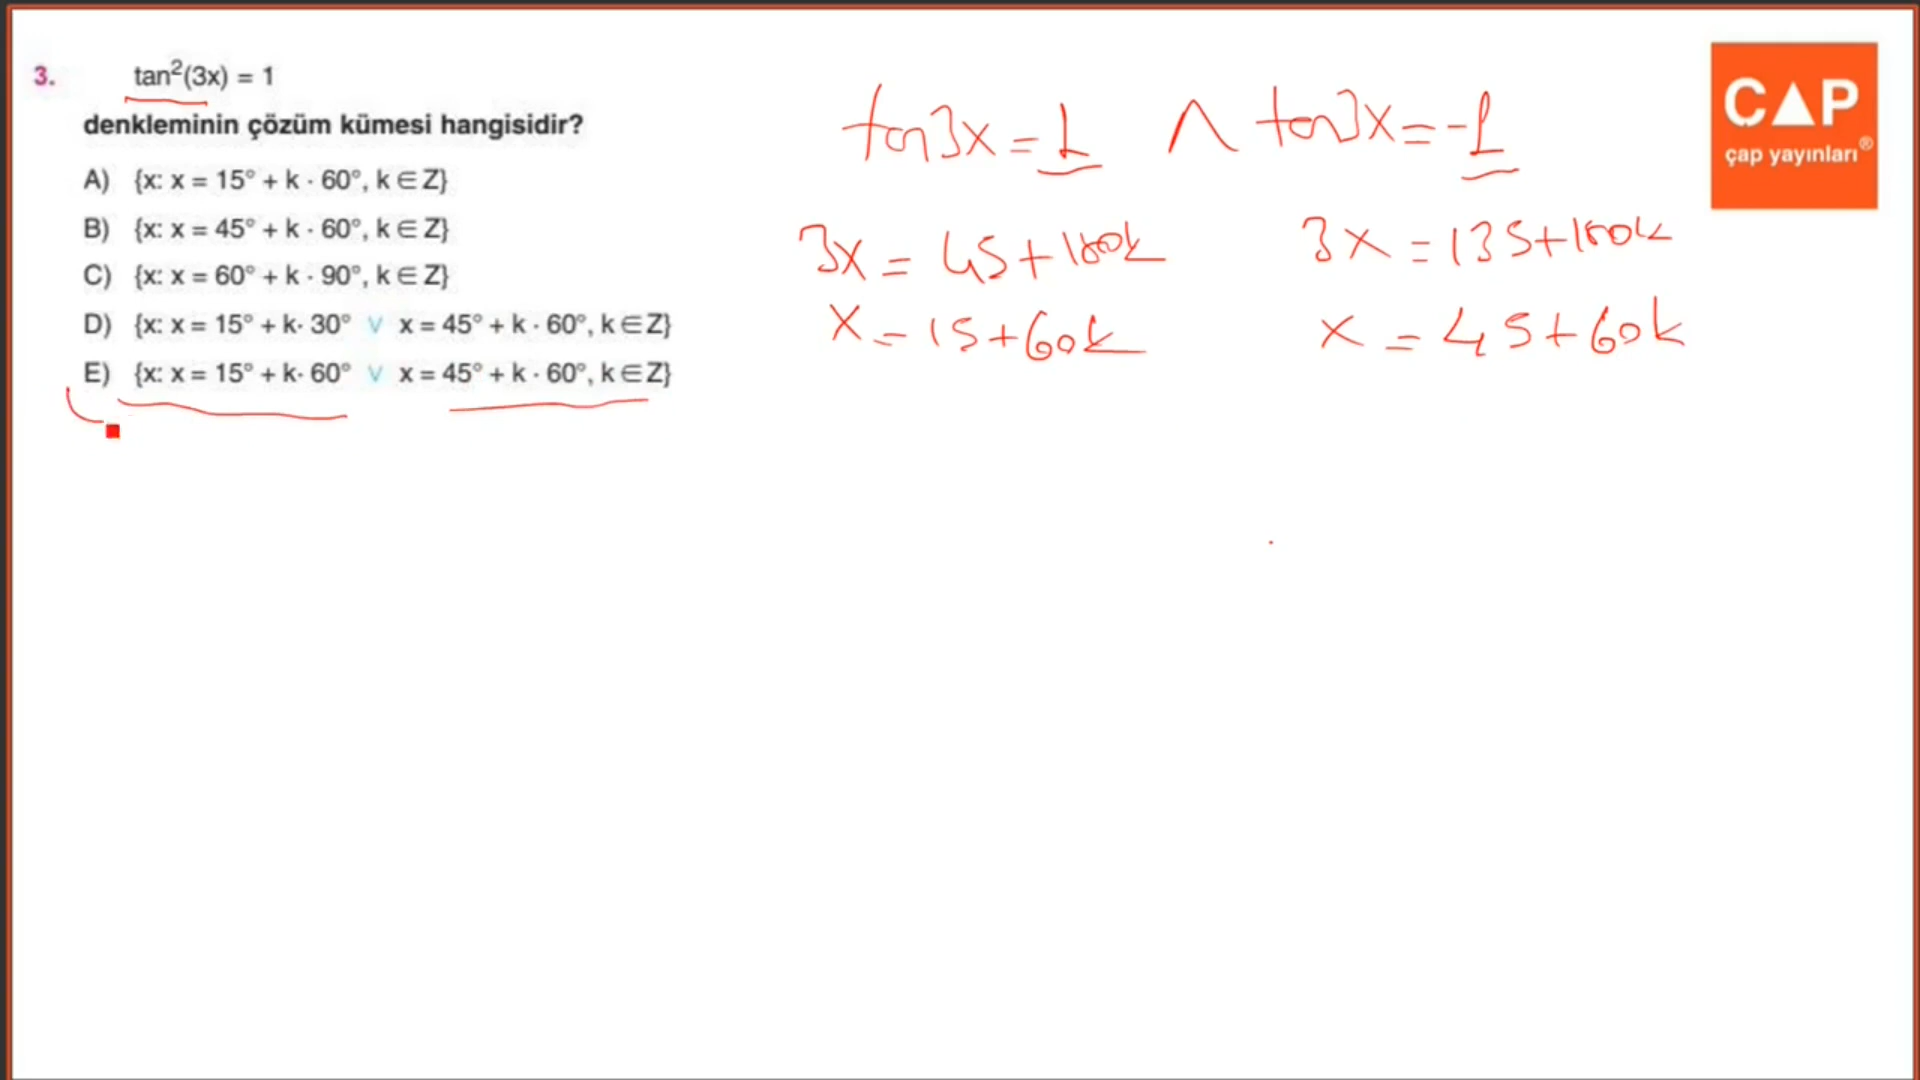 3. tan²(3x) = 1
denkleminin çözüm kümesi hangisidir?
A) {x: x = 15° + k · 60°, k ∈ Z}
B) {x: x = 45° + k · 60°, k ∈ Z}
C) {x: x = 60° + k · 90°, k ∈ Z}
D) {x: x = 15° + k· 30° ∨ x = 45° + k · 60°, k ∈ Z}
E) {x: x = 15° + k· 60° ∨ x = 45° + k · 60°, k ∈ Z}
tan3x = 1 ∧ tan3x = -1
3x = 45+180k
x = 15+60k
3x = 135+180k
x = 45+60k
ÇAP
çap yayınları®